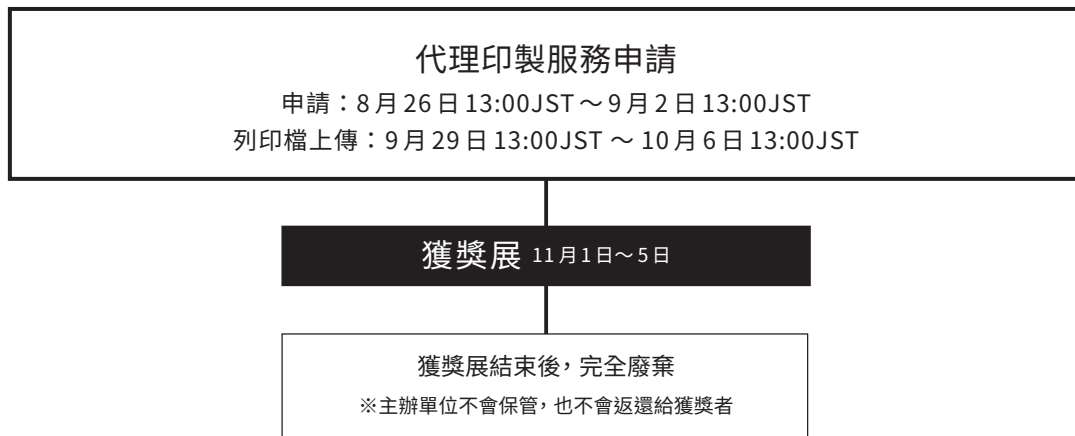 代理印製服務申請
申請：8月26日13:00JST～9月2日13:00JST
列印檔上傳：9月29日13:00JST～10月6日13:00JST
獲獎展 11月1日～5日
獲獎展結束後，完全廢棄
※主辦單位不會保管，也不會返還給獲獎者